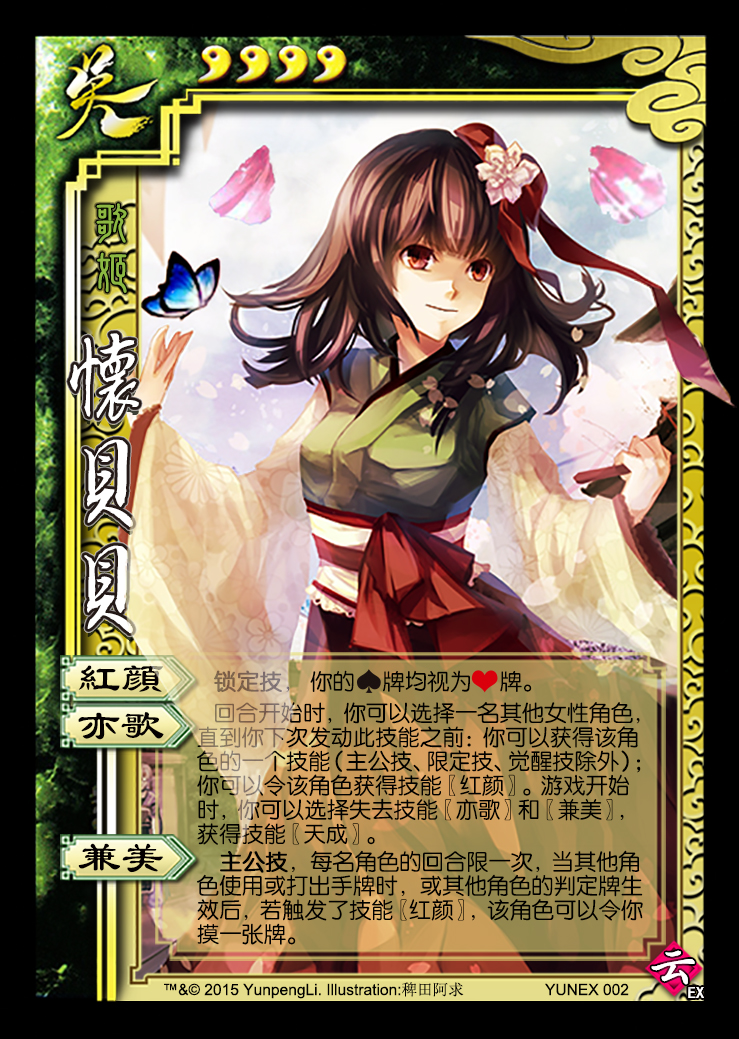 吴
9999
歌姬
懐貝貝
紅顔
锁定技，你的♠牌均视为♥牌。
亦歌
回合开始时，你可以选择一名其他女性角色，
直到你下次发动此技能之前：你可以获得该角
色的一个技能（主公技、限定技、觉醒技除外）；
你可以令该角色获得技能〖红颜〗。游戏开始
时，你可以选择失去技能〖亦歌〗和〖兼美〗，
获得技能〖天成〗。
兼美
主公技，每名角色的回合限一次，当其他角
色使用或打出手牌时，或其他角色的判定牌生
效后，若触发了技能〖红颜〗，该角色可以令你
摸一张牌。
云
EX
™&© 2015 YunpengLi. Illustration:稗田阿求
YUNEX 002